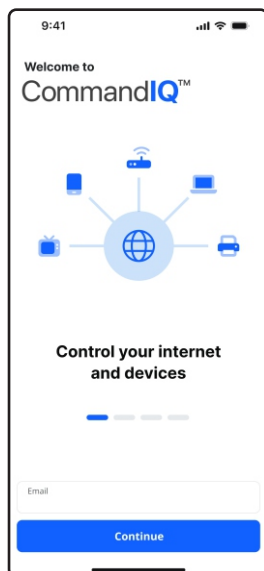 9:41
Welcome to
CommandIQ™
Control your internet
and devices
Email
Continue